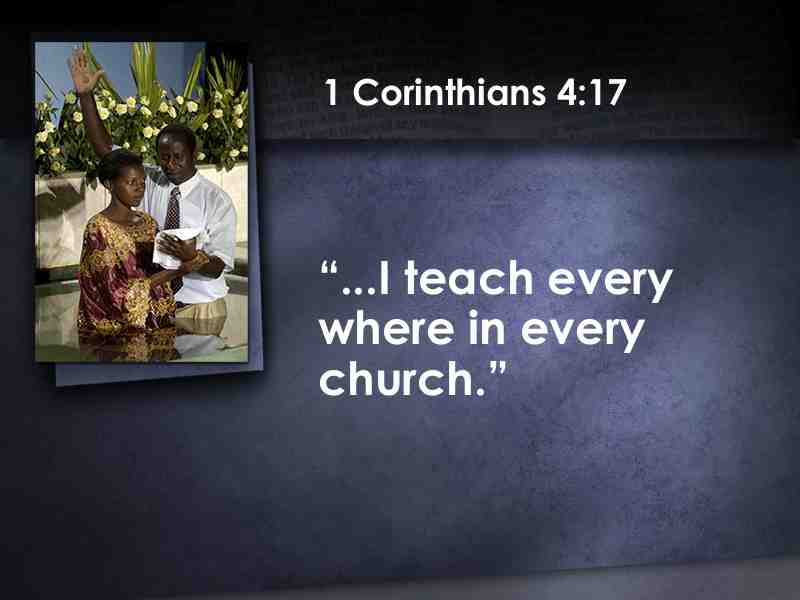 1 Corinthians 4:17
“...I teach every
where in every
church.”